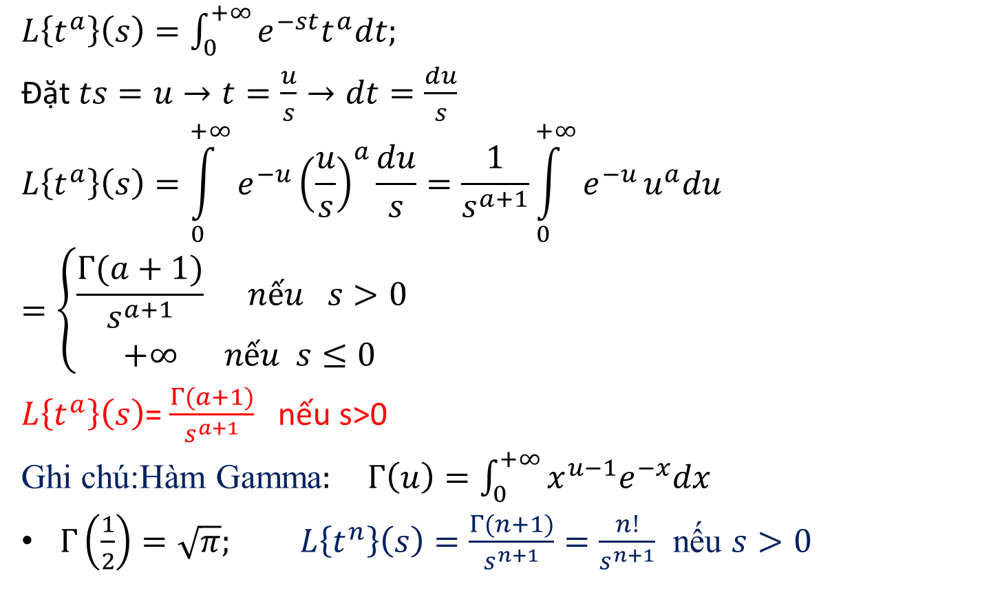 L{t^a}(s) = ∫_0^{+∞} e^{−st} t^a dt;
Đặt ts = u → t = u/s → dt = du/s
L{t^a}(s) = ∫_0^{+∞} e^{−u} (u/s)^a du/s = 1/s^{a+1} ∫_0^{+∞} e^{−u} u^a du
= { Γ(a + 1)/s^{a+1} nếu s > 0
+∞ nếu s ≤ 0
L{t^a}(s)= Γ(a+1)/s^{a+1} nếu s>0
Ghi chú:Hàm Gamma: Γ(u) = ∫_0^{+∞} x^{u−1} e^{−x} dx
• Γ(1/2) = √π; L{t^n}(s) = Γ(n+1)/s^{n+1} = n!/s^{n+1} nếu s > 0